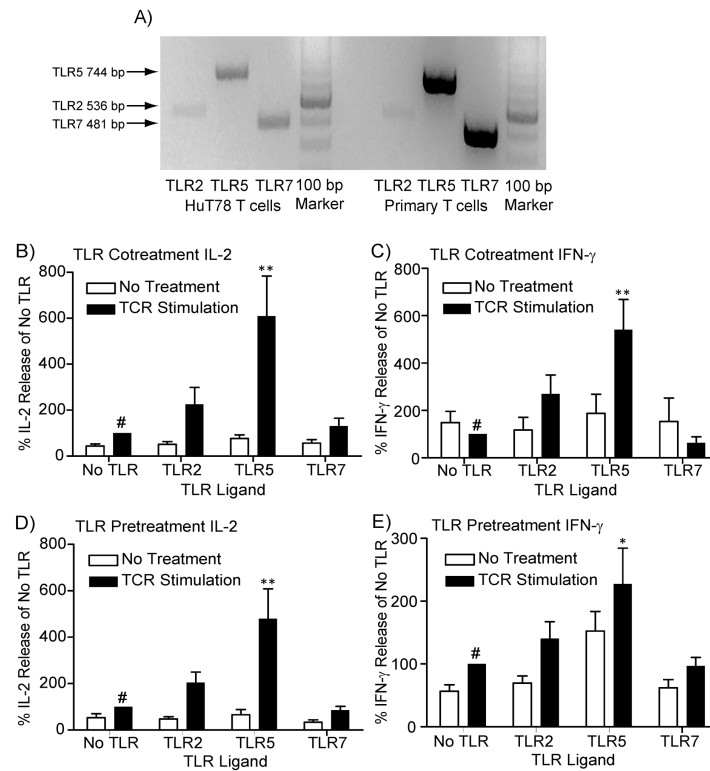 A)
TLR5 744 bp
TLR2 536 bp
TLR7 481 bp
TLR2 TLR5 TLR7 100 bp
HuT78 T cells Marker
TLR2 TLR5 TLR7 100 bp
Primary T cells Marker
B)
TLR Cotreatment IL-2
% IL-2 Release of No TLR
800
600
400
200
0
No Treatment
TCR Stimulation
#
**
No TLR TLR2 TLR5 TLR7
TLR Ligand
C)
TLR Cotreatment IFN-γ
% IFN-γ Release of No TLR
800
600
400
200
0
No Treatment
TCR Stimulation
#
**
No TLR TLR2 TLR5 TLR7
TLR Ligand
D)
TLR Pretreatment IL-2
% IL-2 Release of No TLR
800
600
400
200
0
No Treatment
TCR Stimulation
#
**
No TLR TLR2 TLR5 TLR7
TLR Ligand
E)
TLR Pretreatment IFN-γ
% IFN-γ Release of No TLR
300
200
100
0
No Treatment
TCR Stimulation
#
*
No TLR TLR2 TLR5 TLR7
TLR Ligand